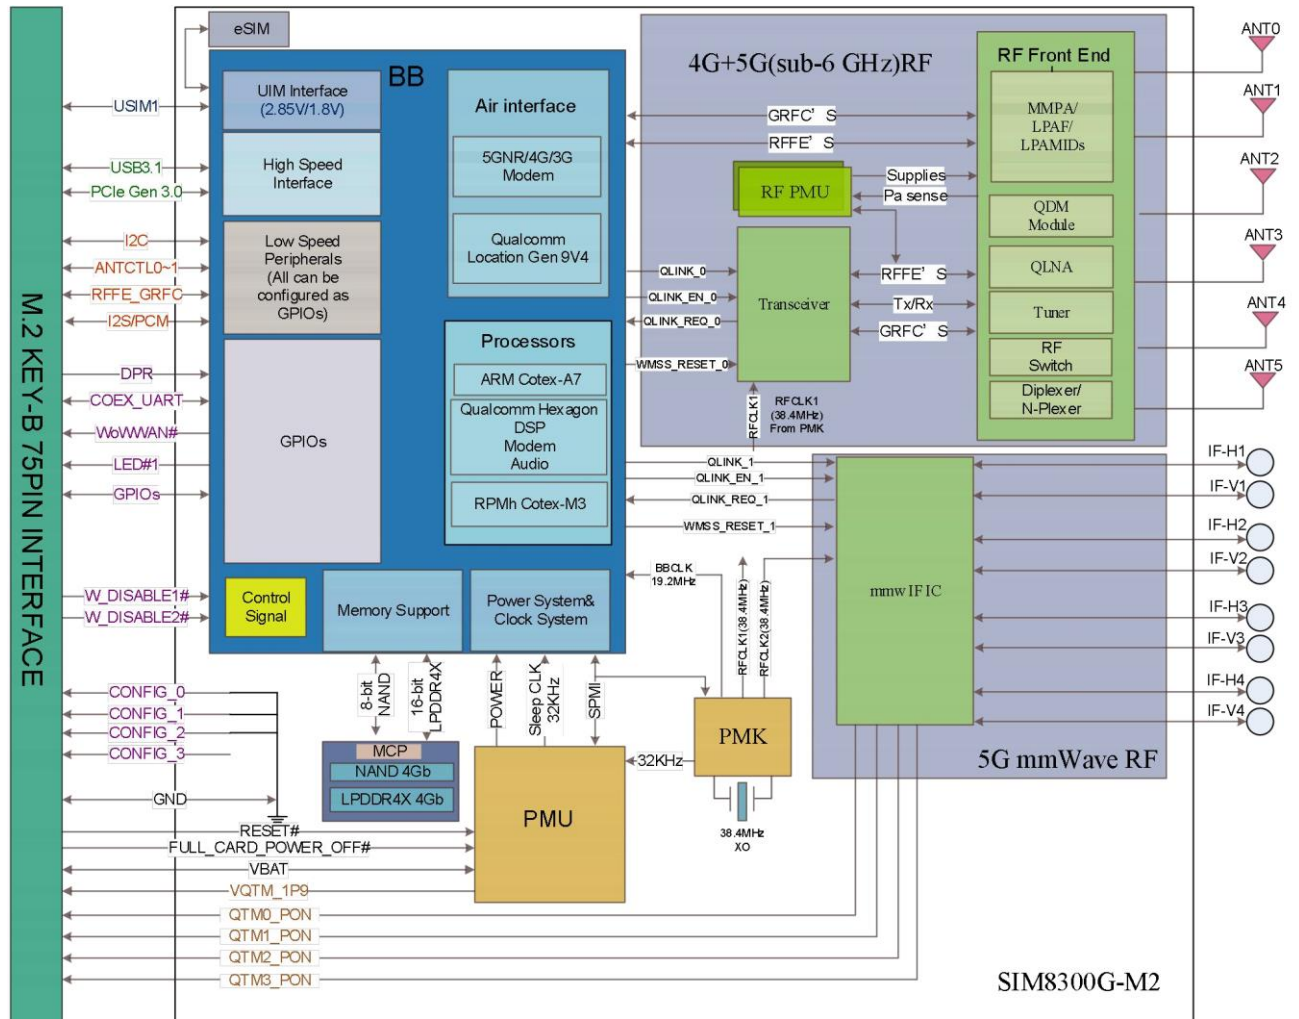 M.2 KEY-B 75PIN INTERFACE
USIM1
USB3.1
PCIe Gen 3.0
I2C
ANTCTL0~1
RFFE_GRFC
I2S/PCM
DPR
COEX_UART
WoWWAN#
LED#1
GPIOs
W_DISABLE1#
W_DISABLE2#
CONFIG_0
CONFIG_1
CONFIG_2
CONFIG_3
GND
RESET#
FULL_CARD_POWER_OFF#
VBAT
VQTM_1P9
QTM0_PON
QTM1_PON
QTM2_PON
QTM3_PON
eSIM
BB
UIM Interface
(2.85V/1.8V)
High Speed
Interface
Low Speed
Peripherals
(All can be
configured as
GPIOs)
GPIOs
Control
Signal
Memory Support
Power System&
Clock System
Air interface
5GNR/4G/3G
Modem
Qualcomm
Location Gen 9V4
Processors
ARM Cotex-A7
Qualcomm Hexagon
DSP
Modem
Audio
RPMh Cotex-M3
8-bit
NAND
16-bit
LPDDR4X
POWER
Sleep CLK
32KHz
SPMI
MCP
NAND 4Gb
LPDDR4X 4Gb
PMU
32KHz
PMK
38.4MHz
XO
BBCLK
19.2MHz
RFCLK1(38.4MHz)
RFCLK2(38.4MHz)
4G+5G(sub-6 GHz)RF
GRFC' S
RFFE' S
RF PMU
Supplies
Pa sense
QLINK_0
QLINK_EN_0
QLINK_REQ_0
WMSS_RESET_0
Transceiver
RFFE' S
Tx/Rx
GRFC' S
RFCLK1
RFCLK1
(38.4MHz)
From PMK
RF Front End
MMPA/
LPAF/
LPAMIDs
QDM
Module
QLNA
Tuner
RF
Switch
Diplexer/
N-Plexer
QLINK_1
QLINK_EN_1
QLINK_REQ_1
WMSS_RESET_1
mmw IF IC
5G mmWave RF
ANT0
ANT1
ANT2
ANT3
ANT4
ANT5
IF-H1
IF-V1
IF-H2
IF-V2
IF-H3
IF-V3
IF-H4
IF-V4
SIM8300G-M2